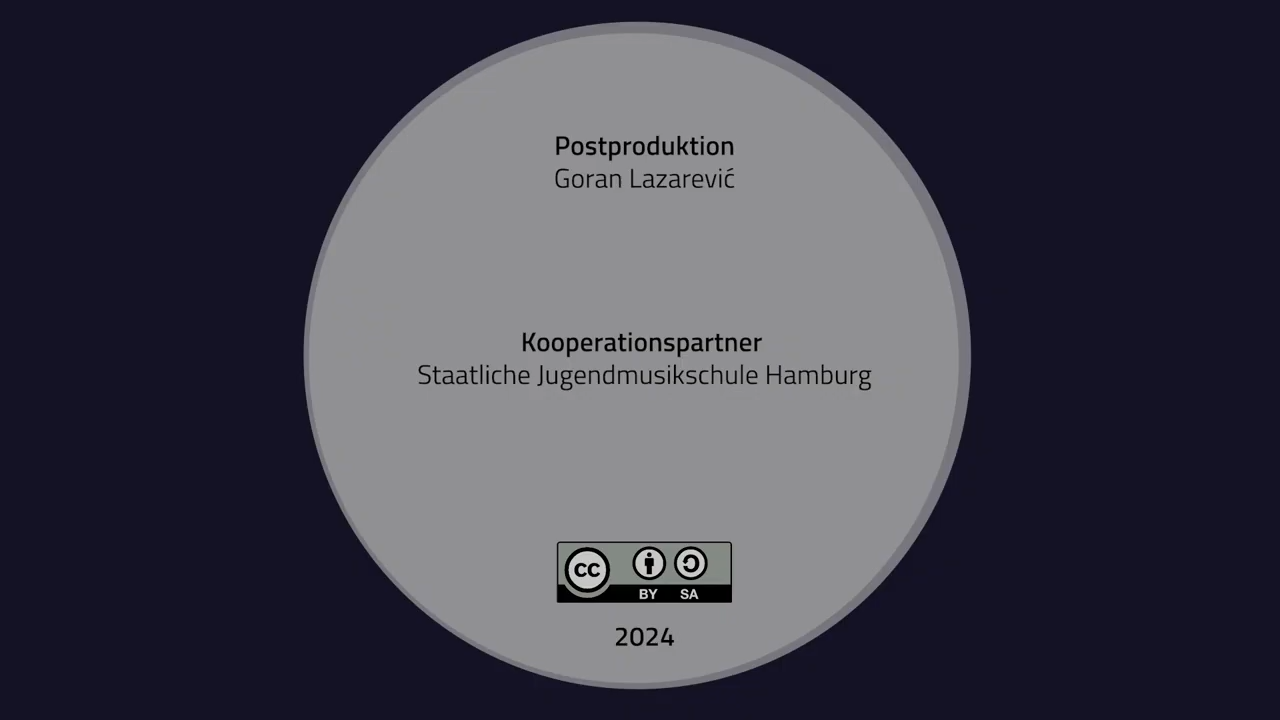 Postproduktion
Goran Lazarević
Kooperationspartner
Staatliche Jugendmusikschule Hamburg
cc
BY SA
2024